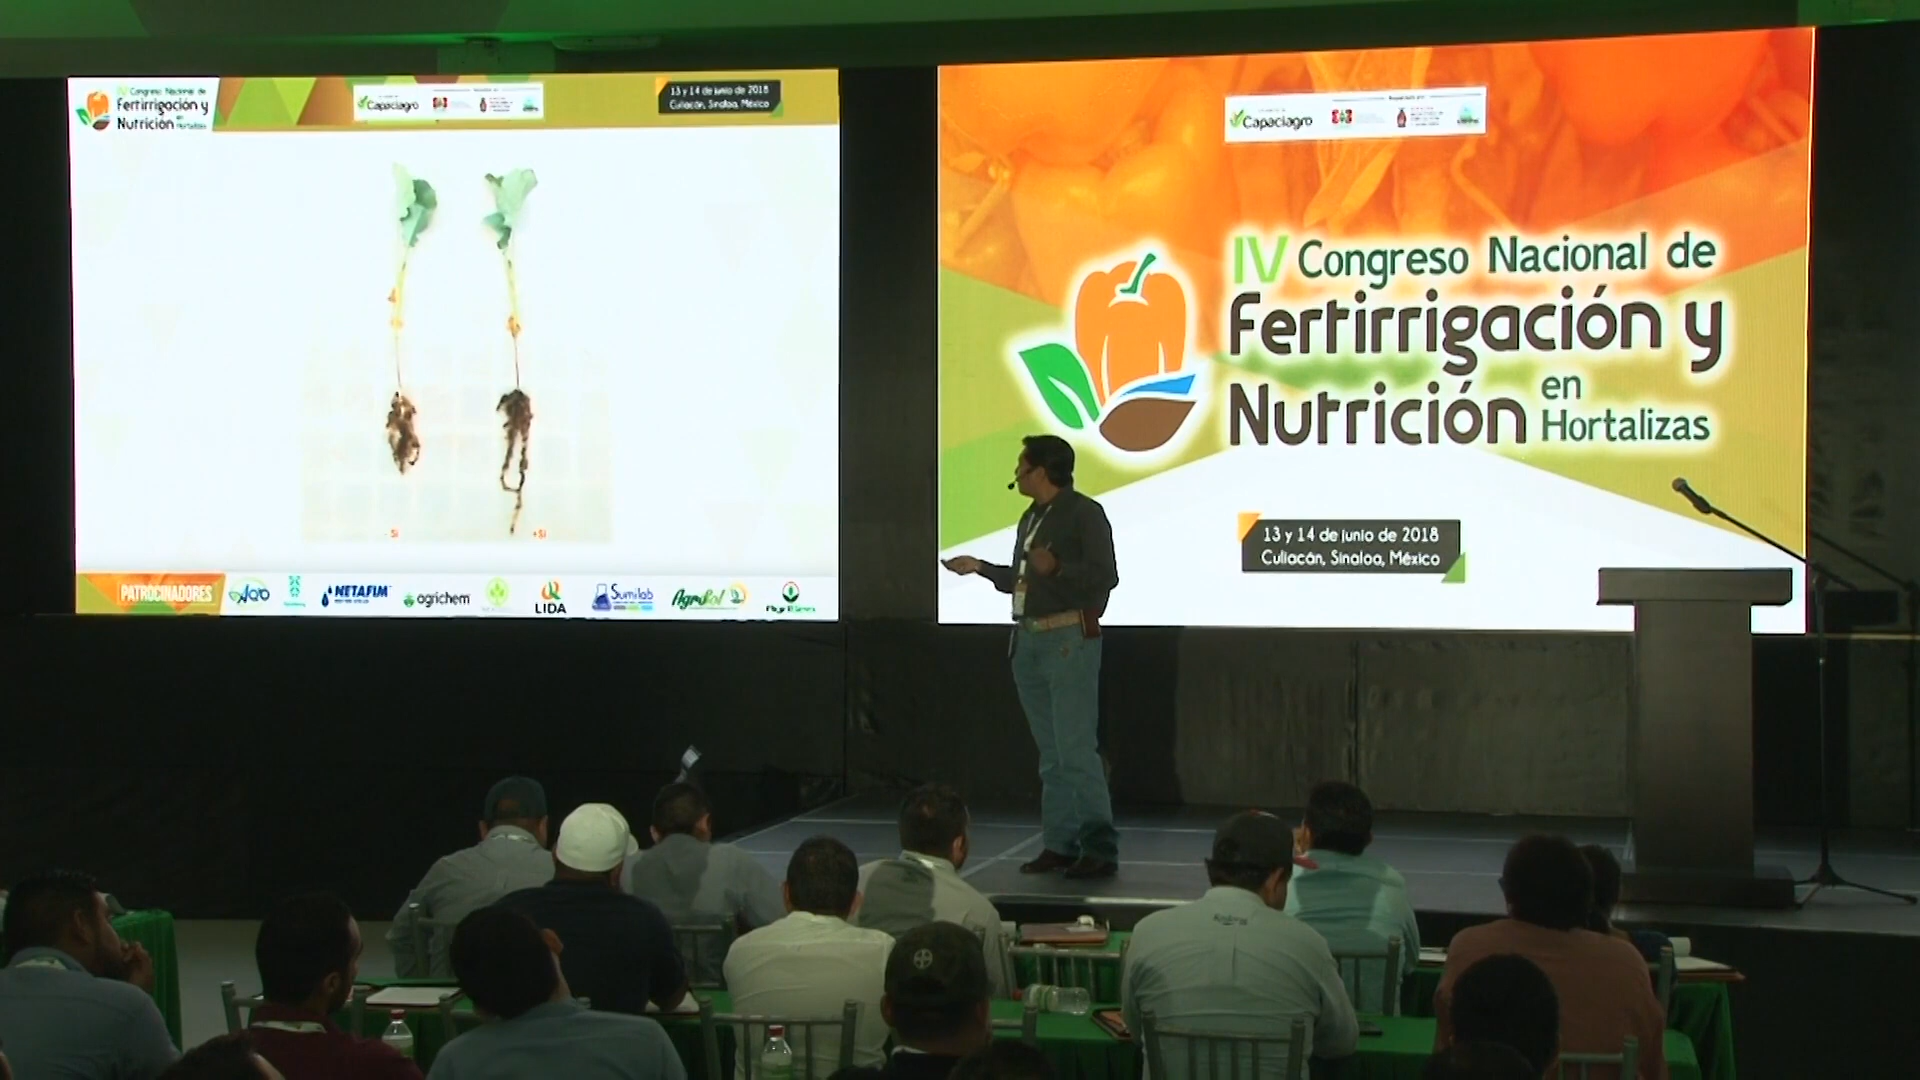 IV Congreso Nacional de
Fertirrigación y
Nutrición en
Hortalizas
Capaciagro
13 y 14 de junio de 2018
Culiacán, Sinaloa, México
- Si
+Si
PATROCINADORES
NETAFIM
agrichem
LIDA
Sumilab
AgroSol
Capaciagro
IV Congreso Nacional de
Fertirrigación y
Nutrición en
Hortalizas
13 y 14 de junio de 2018
Culiacán, Sinaloa, México